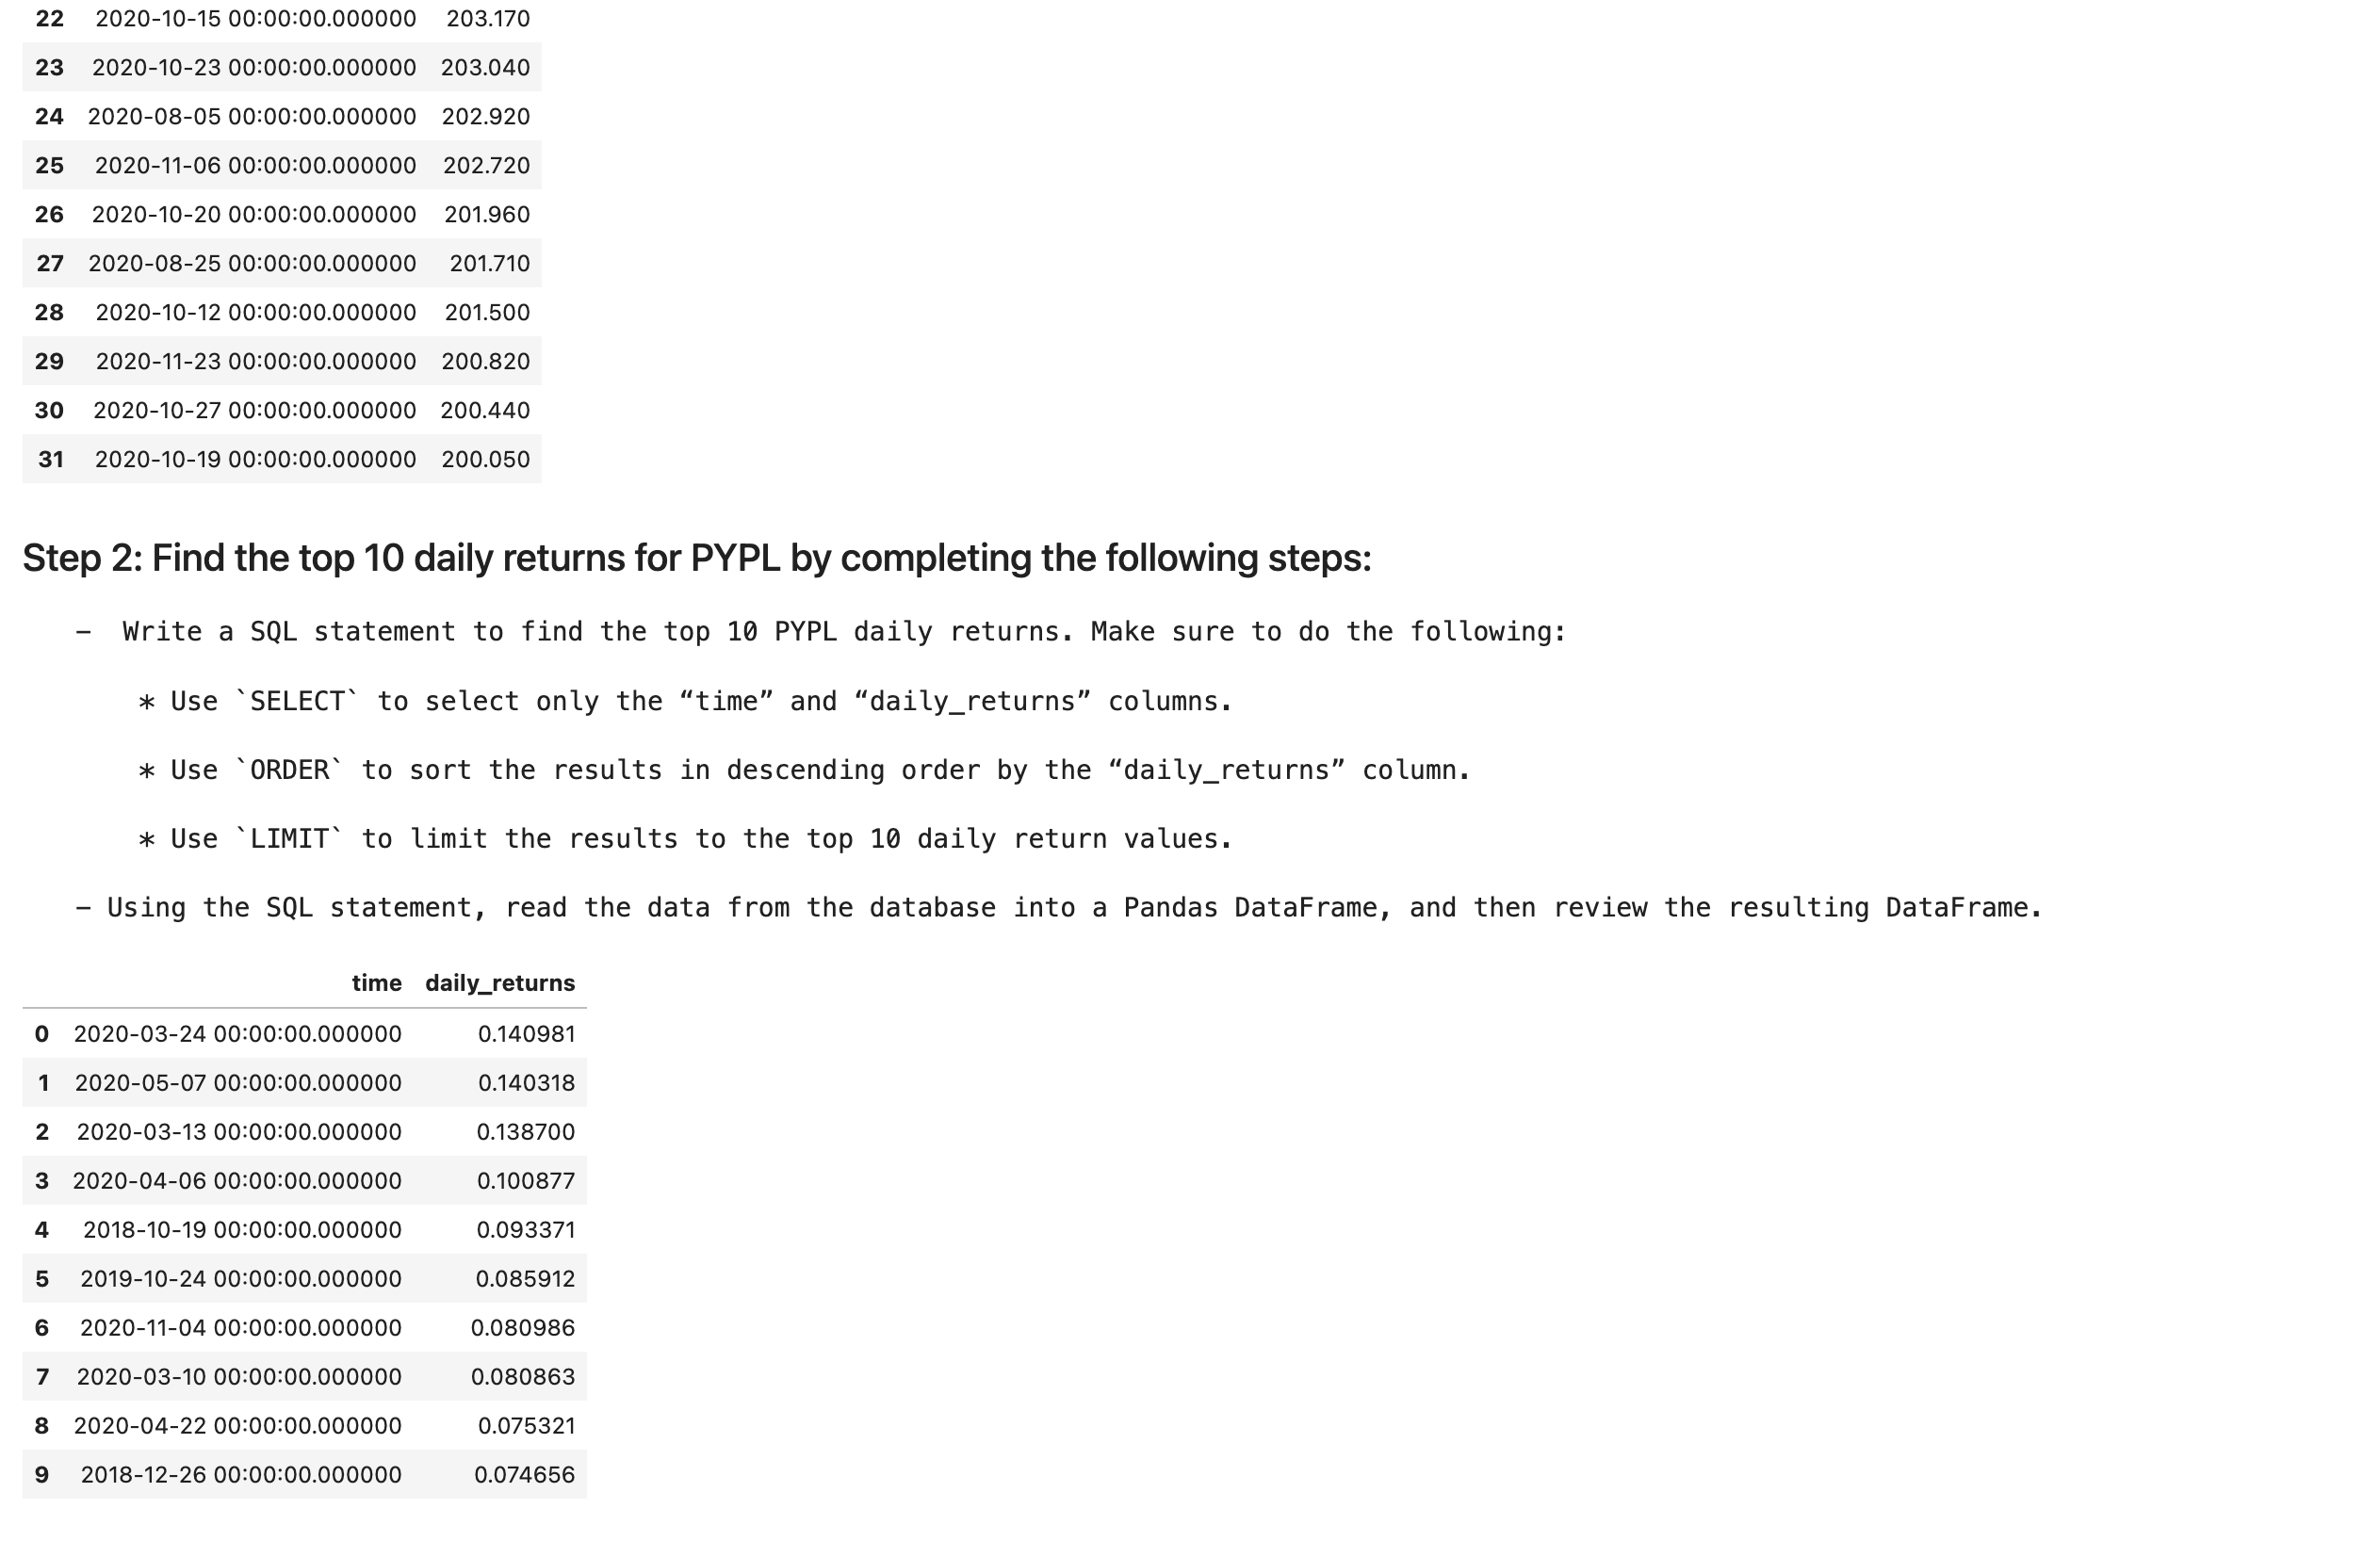 22 2020-10-15 00:00:00.000000 203.170
23 2020-10-23 00:00:00.000000 203.040
24 2020-08-05 00:00:00.000000 202.920
25 2020-11-06 00:00:00.000000 202.720
26 2020-10-20 00:00:00.000000 201.960
27 2020-08-25 00:00:00.000000 201.710
28 2020-10-12 00:00:00.000000 201.500
29 2020-11-23 00:00:00.000000 200.820
30 2020-10-27 00:00:00.000000 200.440
31 2020-10-19 00:00:00.000000 200.050
Step 2: Find the top 10 daily returns for PYPL by completing the following steps:
– Write a SQL statement to find the top 10 PYPL daily returns. Make sure to do the following:
* Use `SELECT` to select only the “time” and “daily_returns” columns.
* Use `ORDER` to sort the results in descending order by the “daily_returns” column.
* Use `LIMIT` to limit the results to the top 10 daily return values.
– Using the SQL statement, read the data from the database into a Pandas DataFrame, and then review the resulting DataFrame.
time daily_returns
0 2020-03-24 00:00:00.000000 0.140981
1 2020-05-07 00:00:00.000000 0.140318
2 2020-03-13 00:00:00.000000 0.138700
3 2020-04-06 00:00:00.000000 0.100877
4 2018-10-19 00:00:00.000000 0.093371
5 2019-10-24 00:00:00.000000 0.085912
6 2020-11-04 00:00:00.000000 0.080986
7 2020-03-10 00:00:00.000000 0.080863
8 2020-04-22 00:00:00.000000 0.075321
9 2018-12-26 00:00:00.000000 0.074656